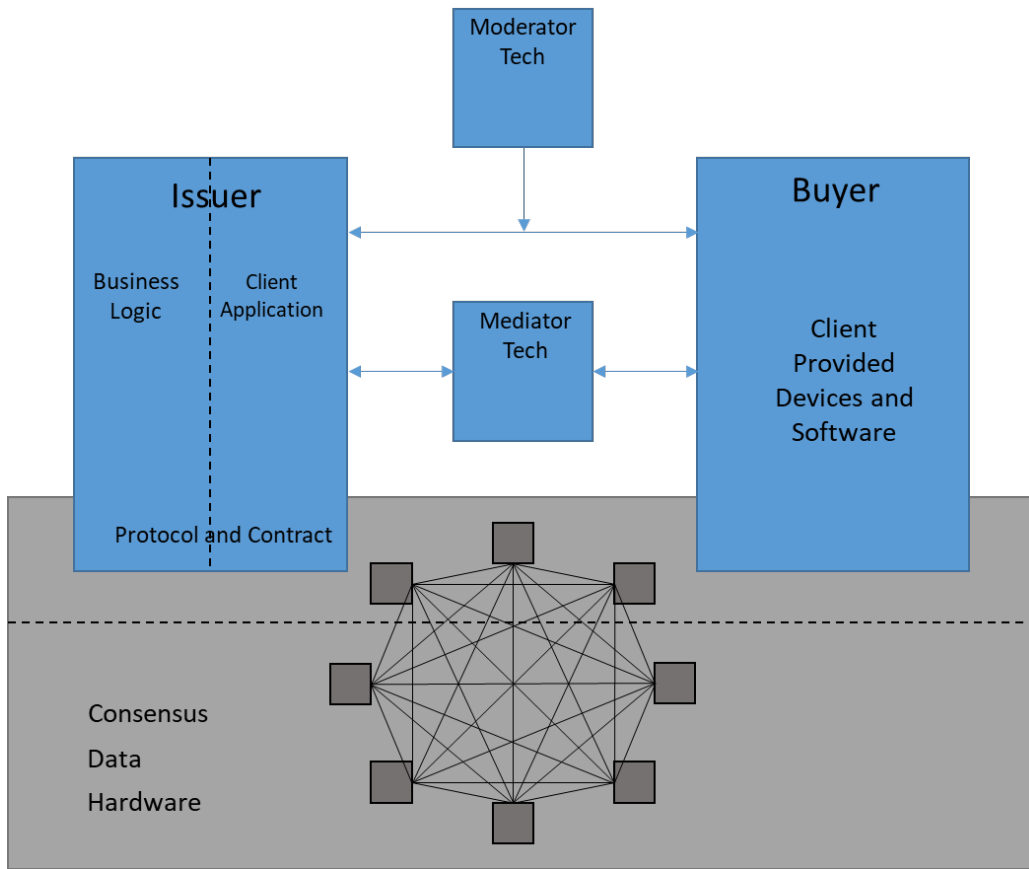 Moderator
Tech
Issuer
Buyer
Business
Logic
Client
Application
Mediator
Tech
Client
Provided
Devices and
Software
Protocol and Contract
Consensus
Data
Hardware